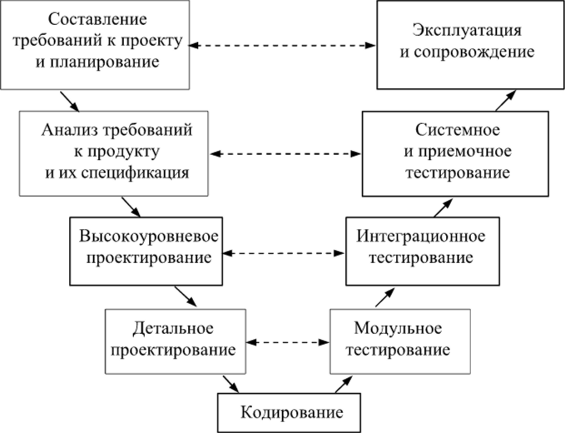 Составление
требований к проекту
и планирование
Эксплуатация
и сопровождение
Анализ требований
к продукту
и их спецификация
Системное
и приемочное
тестирование
Высокоуровневое
проектирование
Интеграционное
тестирование
Детальное
проектирование
Модульное
тестирование
Кодирование